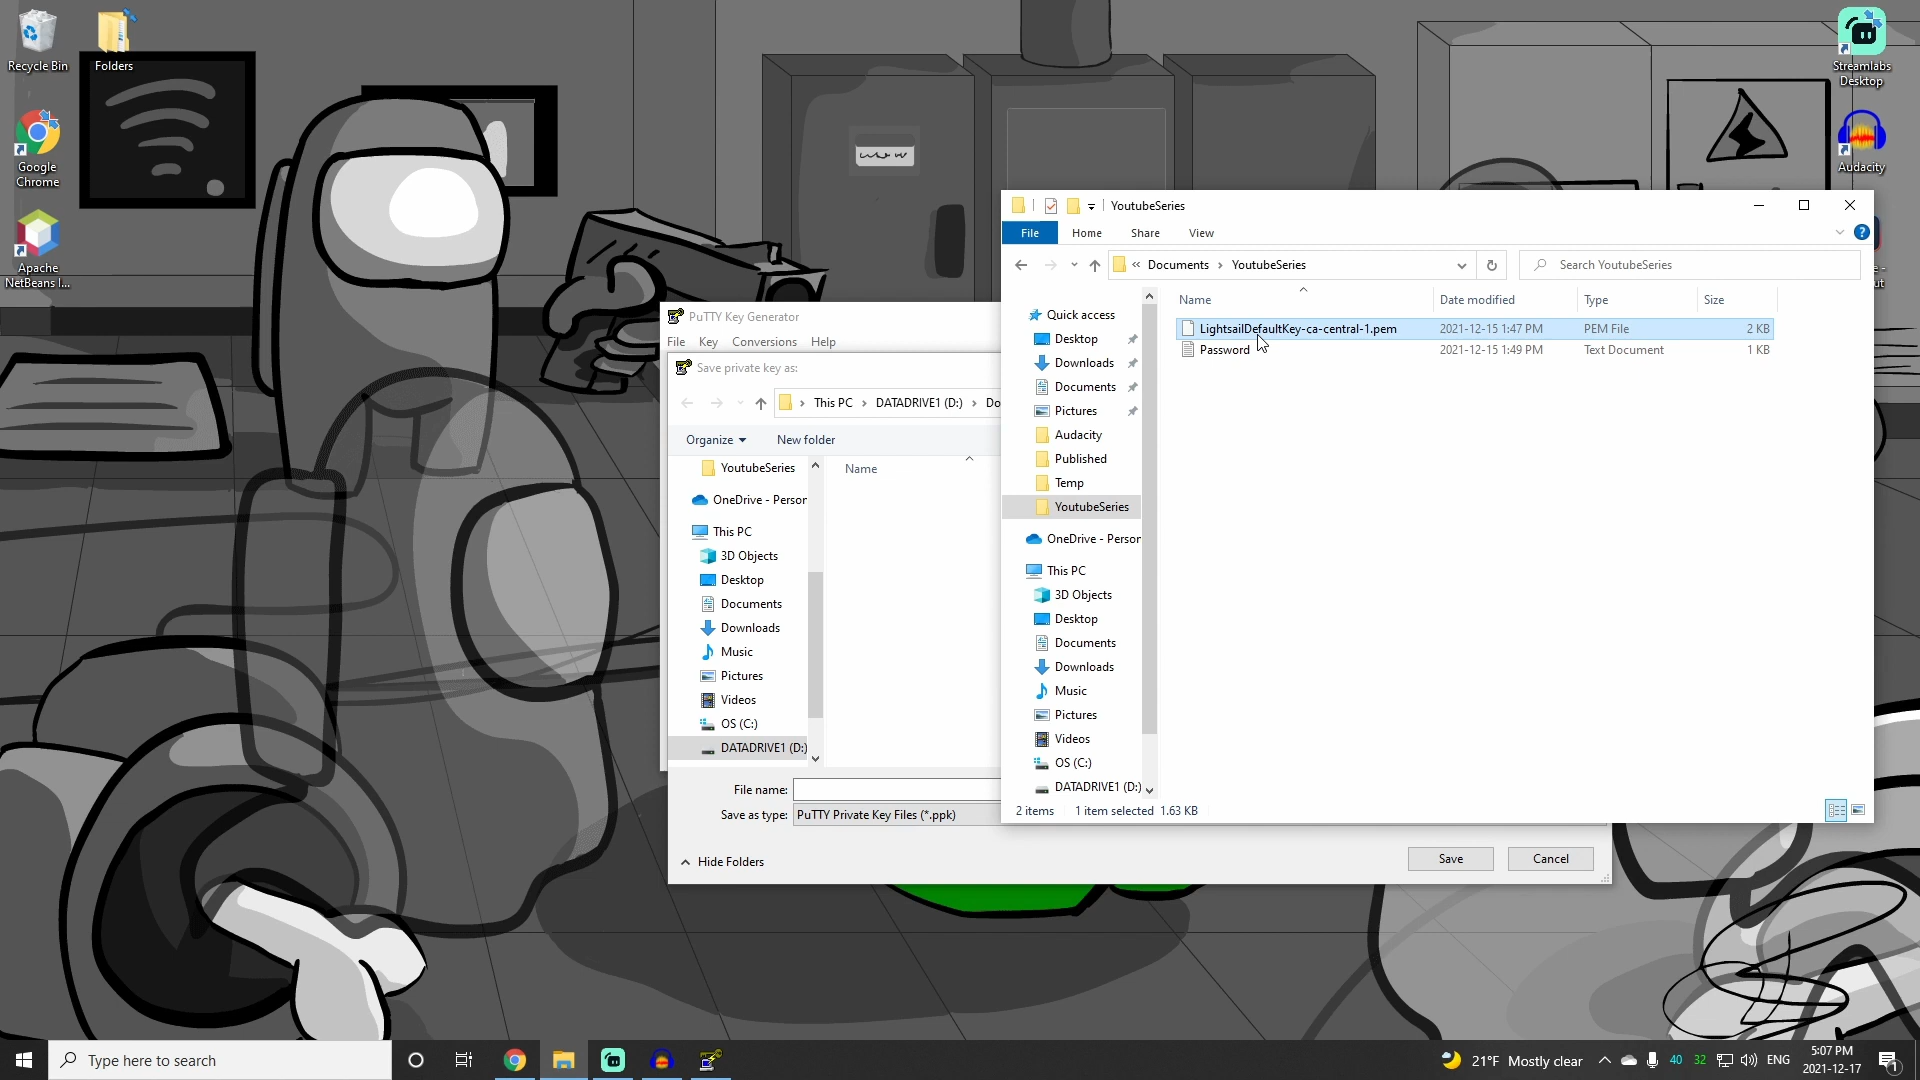 Recycle Bin
Folders
Google
Chrome
Apache
NetBeans I...
Streamlabs
Desktop
Audacity
YoutubeSeries
File
Home
Share
View
Documents
YoutubeSeries
Search YoutubeSeries
Quick access
Desktop
Downloads
Documents
Pictures
Audacity
Published
Temp
YoutubeSeries
OneDrive - Person
This PC
3D Objects
Desktop
Documents
Downloads
Music
Pictures
Videos
OS (C:)
DATADRIVE1 (D:)
Name
Date modified
Type
Size
LightsailDefaultKey-ca-central-1.pem
2021-12-15 1:47 PM
PEM File
2 KB
Password
2021-12-15 1:49 PM
Text Document
1 KB
2 items
1 item selected 1.63 KB
PuTTY Key Generator
File
Key
Conversions
Help
Save private key as:
This PC
DATADRIVE1 (D:)
Do
Organize
New folder
YoutubeSeries
OneDrive - Person
This PC
3D Objects
Desktop
Documents
Downloads
Music
Pictures
Videos
OS (C:)
DATADRIVE1 (D:)
Name
File name:
Save as type:
PuTTY Private Key Files (*.ppk)
Hide Folders
Save
Cancel
Type here to search
21°F Mostly clear
40
32
ENG
5:07 PM
2021-12-17
1